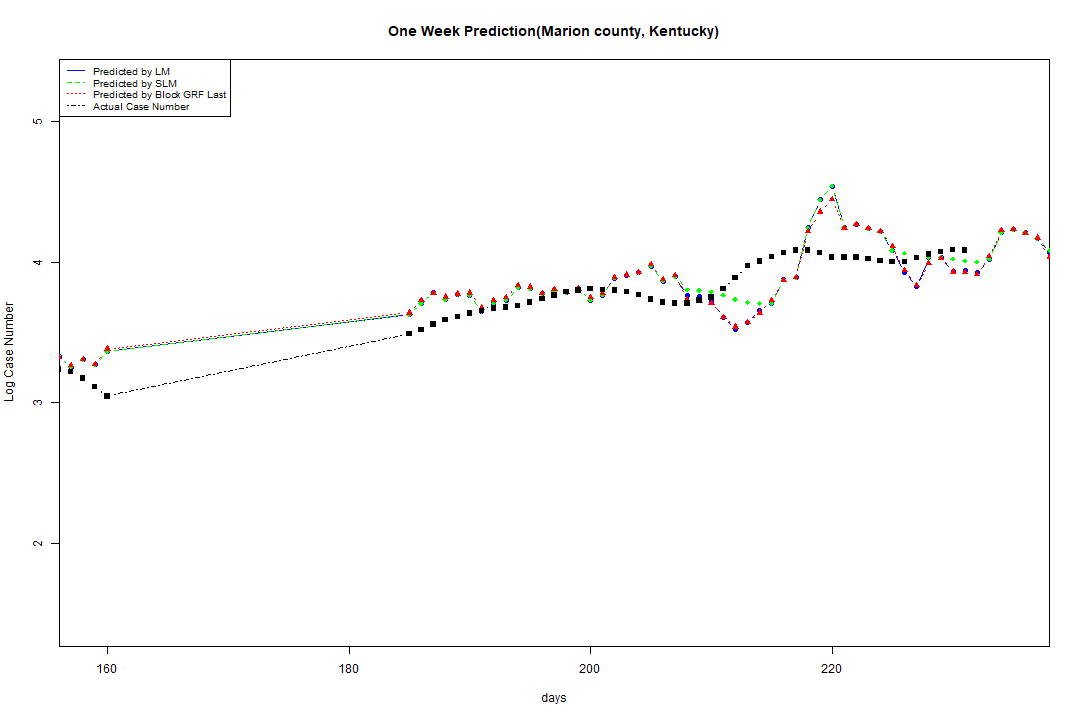 One Week Prediction(Marion county, Kentucky)
Predicted by LM
Predicted by SLM
Predicted by Block GRF Last
Actual Case Number
5
4
3
2
Log Case Number
160 180 200 220
days